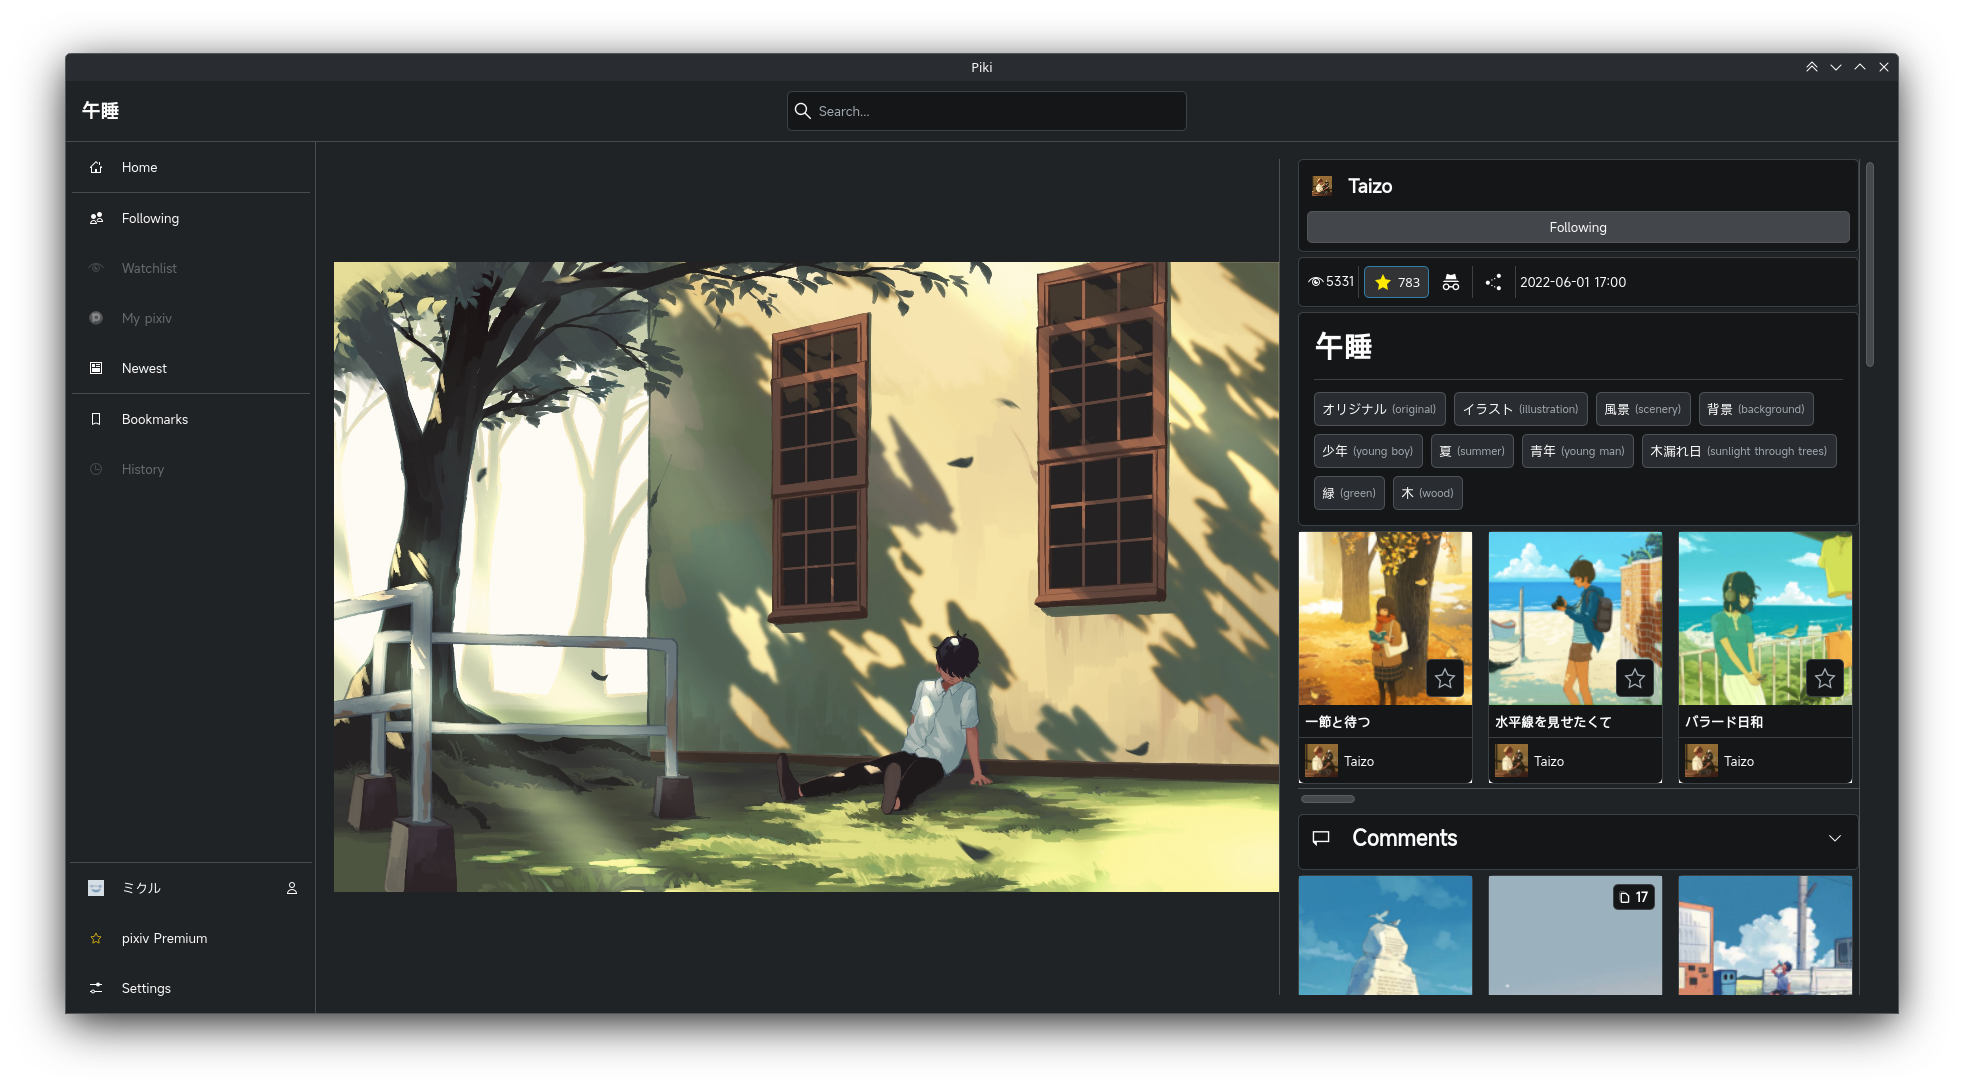 Piki
午睡
Search...
Home
Following
Watchlist
My pixiv
Newest
Bookmarks
History
ミクル
pixiv Premium
Settings
Taizo
Following
5331
783
2022-06-01 17:00
午睡
オリジナル (original) イラスト (illustration) 風景 (scenery) 背景 (background)
少年 (young boy) 夏 (summer) 青年 (young man) 木漏れ日 (sunlight through trees)
緑 (green) 木 (wood)
一節と待つ
Taizo
水平線を見せたくて
Taizo
バラード日和
Taizo
Comments
17